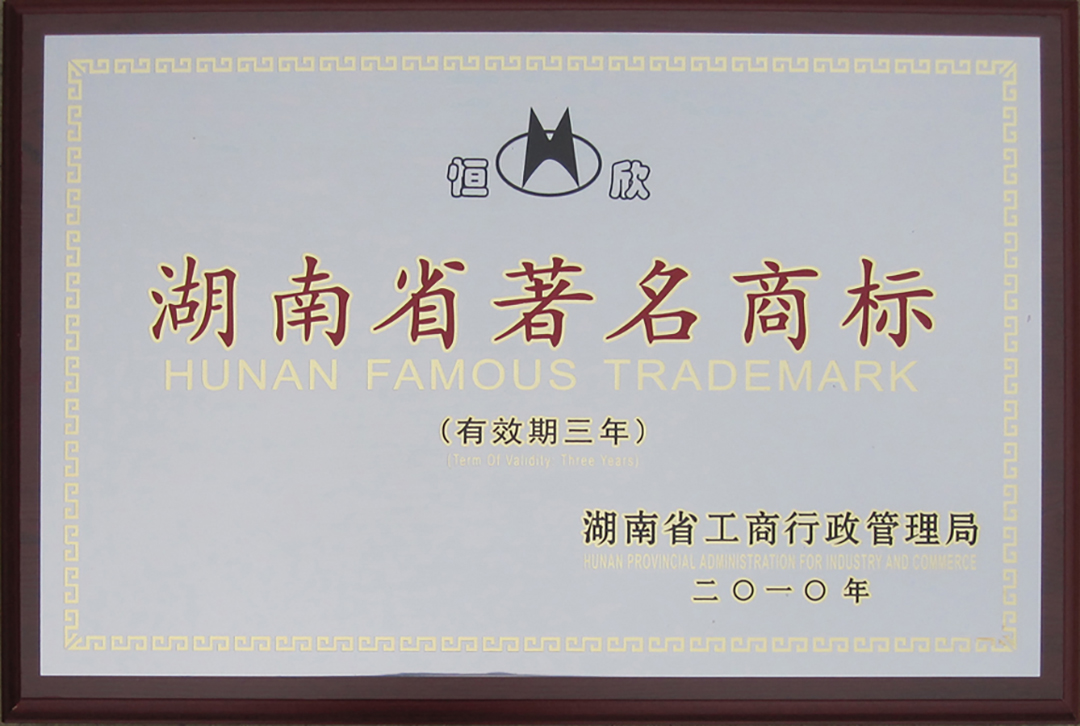 恒 欣
湖南省著名商标
HUNAN FAMOUS TRADEMARK
（有效期三年）
(Term Of Validity: Three Years)
湖南省工商行政管理局
HUNAN PROVINCIAL ADMINISTRATION FOR INDUSTRY AND COMMERCE
二〇一〇年